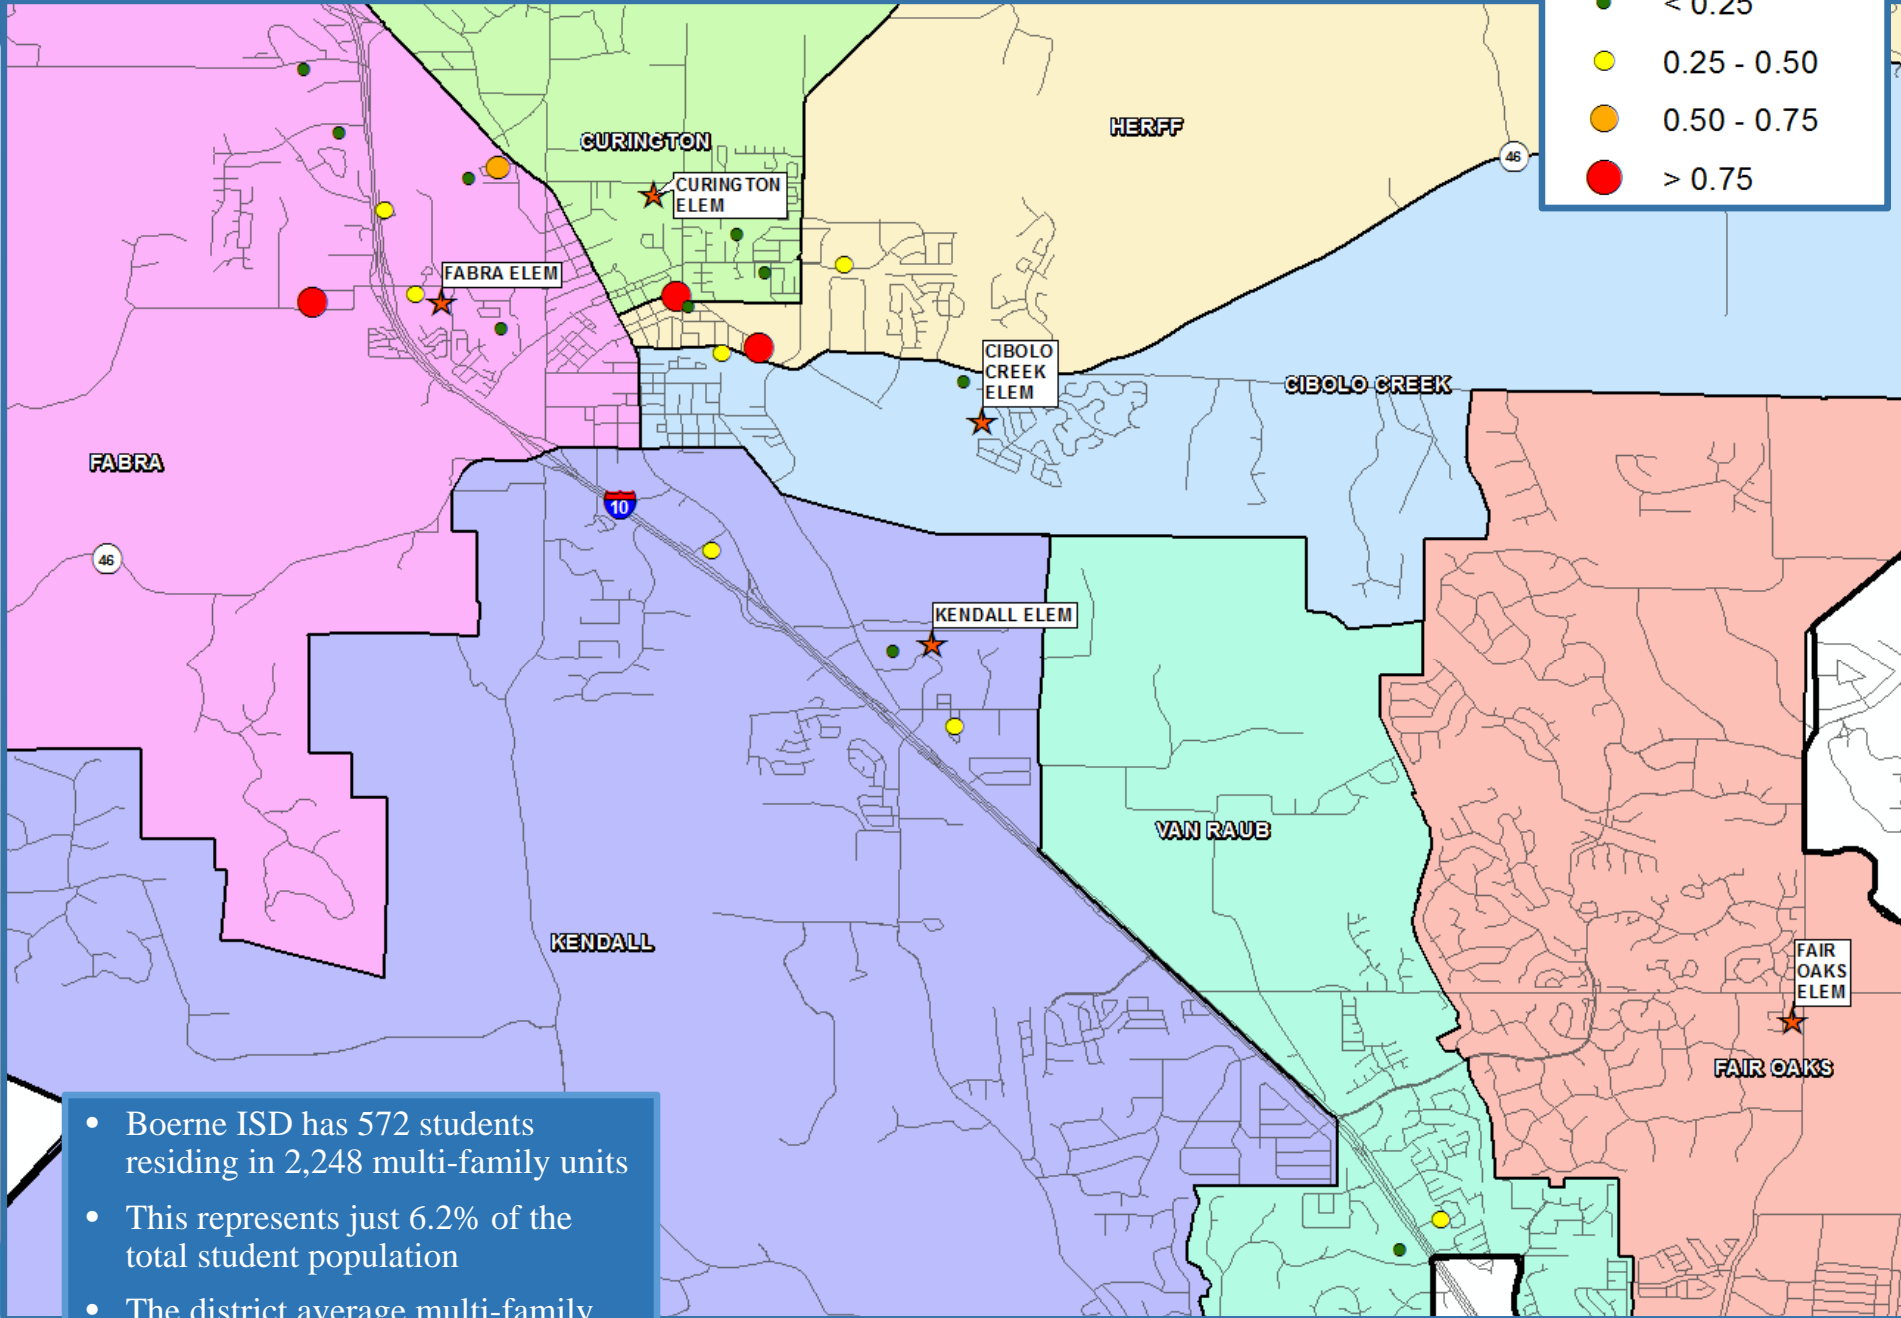 < 0.25
0.25 - 0.50
0.50 - 0.75
> 0.75
HERFF
46
CURINGTON
CURINGTON
ELEM
FABRA ELEM
CIBOLO
CREEK
ELEM
CIBOLO CREEK
FABRA
10
46
KENDALL ELEM
VAN RAUB
KENDALL
FAIR
OAKS
ELEM
FAIR OAKS
• Boerne ISD has 572 students
residing in 2,248 multi-family units
• This represents just 6.2% of the
total student population
• The district average multi-family